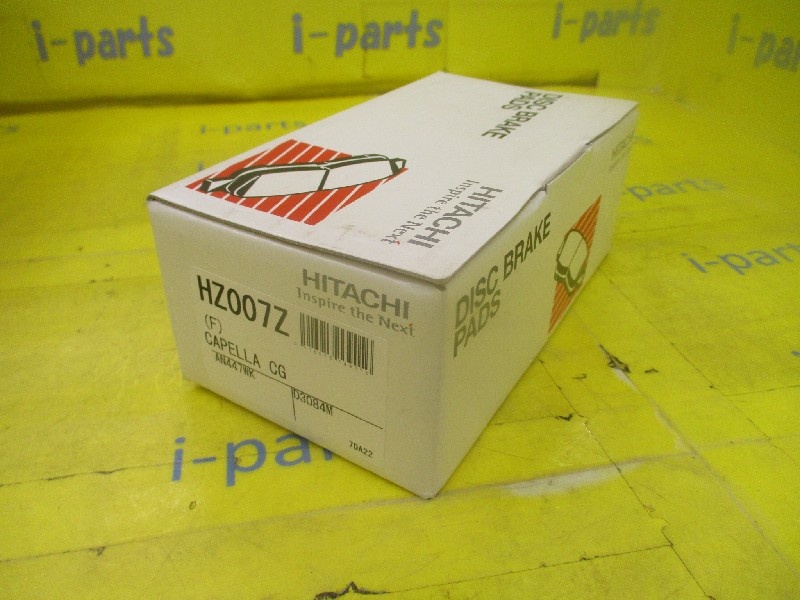 i-parts
i-parts
i-parts
i-parts
i-parts
DISC BRAKE
PADS
HITACHI
Inspire the Next
HITACHI
Inspire the Next
HZ007Z
(F)
CAPELLA CG
AN447WK
D3084M
70A22
DISC BRAKE
PADS
i-parts
i-parts
i-parts